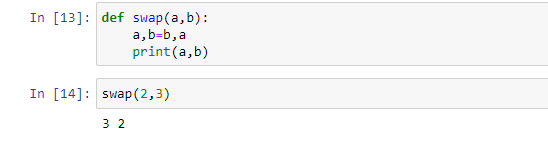 In [13]: def swap(a,b):
    a,b=b,a
    print(a,b)
In [14]: swap(2,3)
3 2